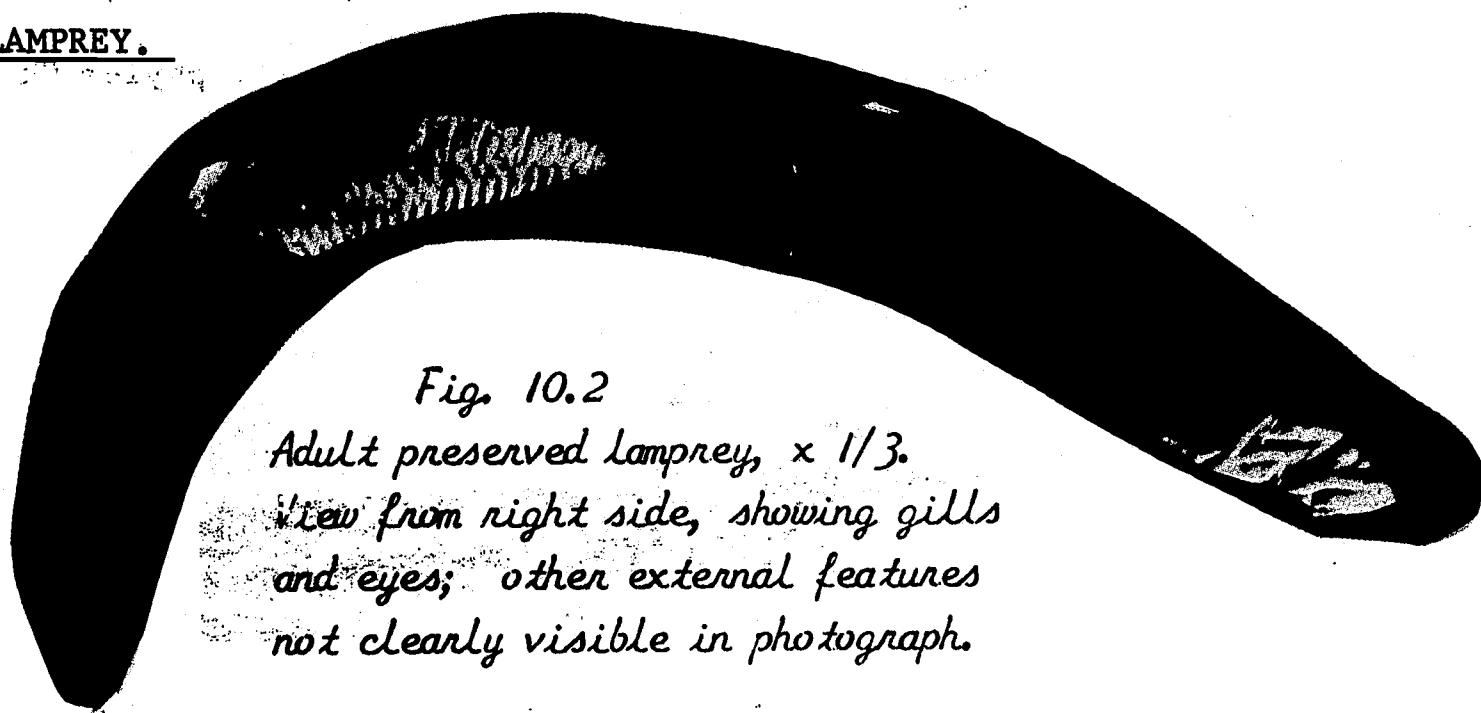 LAMPREY.
Fig. 10.2
Adult preserved lamprey, x 1/3.
View from right side, showing gills
and eyes; other external features
not clearly visible in photograph.